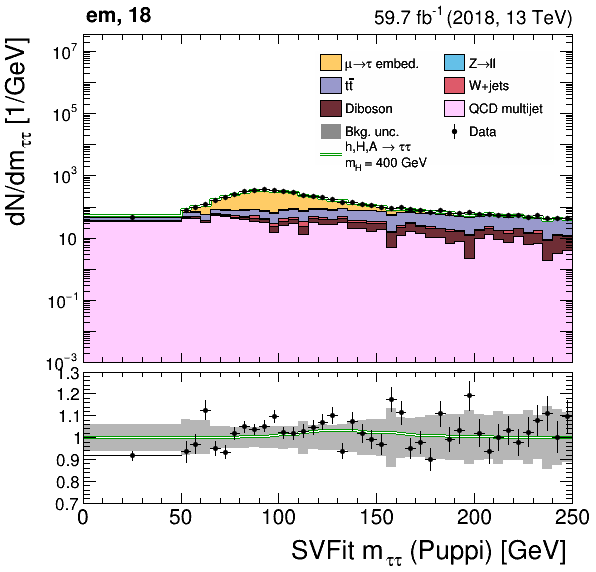 em, 18
59.7 fb⁻¹ (2018, 13 TeV)
dN/dm_ττ [1/GeV]
10⁷
10⁵
10³
10
10⁻¹
10⁻³
μ→τ embed.
Z→ll
tt̄
W+jets
Diboson
QCD multijet
Bkg. unc.
Data
h,H,A → ττ
m_H = 400 GeV
1.3
1.2
1.1
1
0.9
0.8
0.7
0 50 100 150 200 250
SVFit m_ττ (Puppi) [GeV]